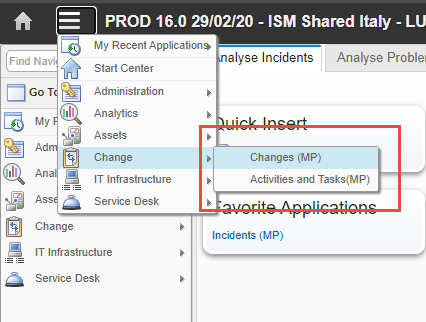 PROD 16.0 29/02/20 - ISM Shared Italy - LU
Find Navi
Go To
My R
Admi
Anal
Asse
Change
IT Infrastructure
Service Desk
My Recent Applications
Start Center
Administration
Analytics
Assets
Change
IT Infrastructure
Service Desk
Changes (MP)
Activities and Tasks(MP)
Analyse Incidents
Analyse Proble
Quick Insert
Favorite Applications
Incidents (MP)